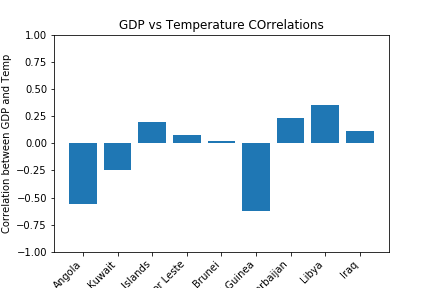 GDP vs Temperature COrrelations
Correlation between GDP and Temp
1.00
0.75
0.50
0.25
0.00
−0.25
−0.50
−0.75
−1.00
Angola
Kuwait
Islands
Leste
Brunei
Guinea
Libya
Iraq